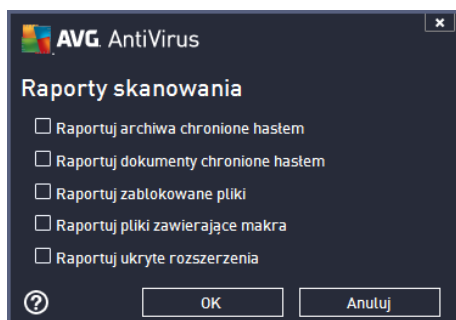 AVG. AntiVirus
Raporty skanowania
Raportuj archiwa chronione hasłem
Raportuj dokumenty chronione hasłem
Raportuj zablokowane pliki
Raportuj pliki zawierające makra
Raportuj ukryte rozszerzenia
? OK Anuluj